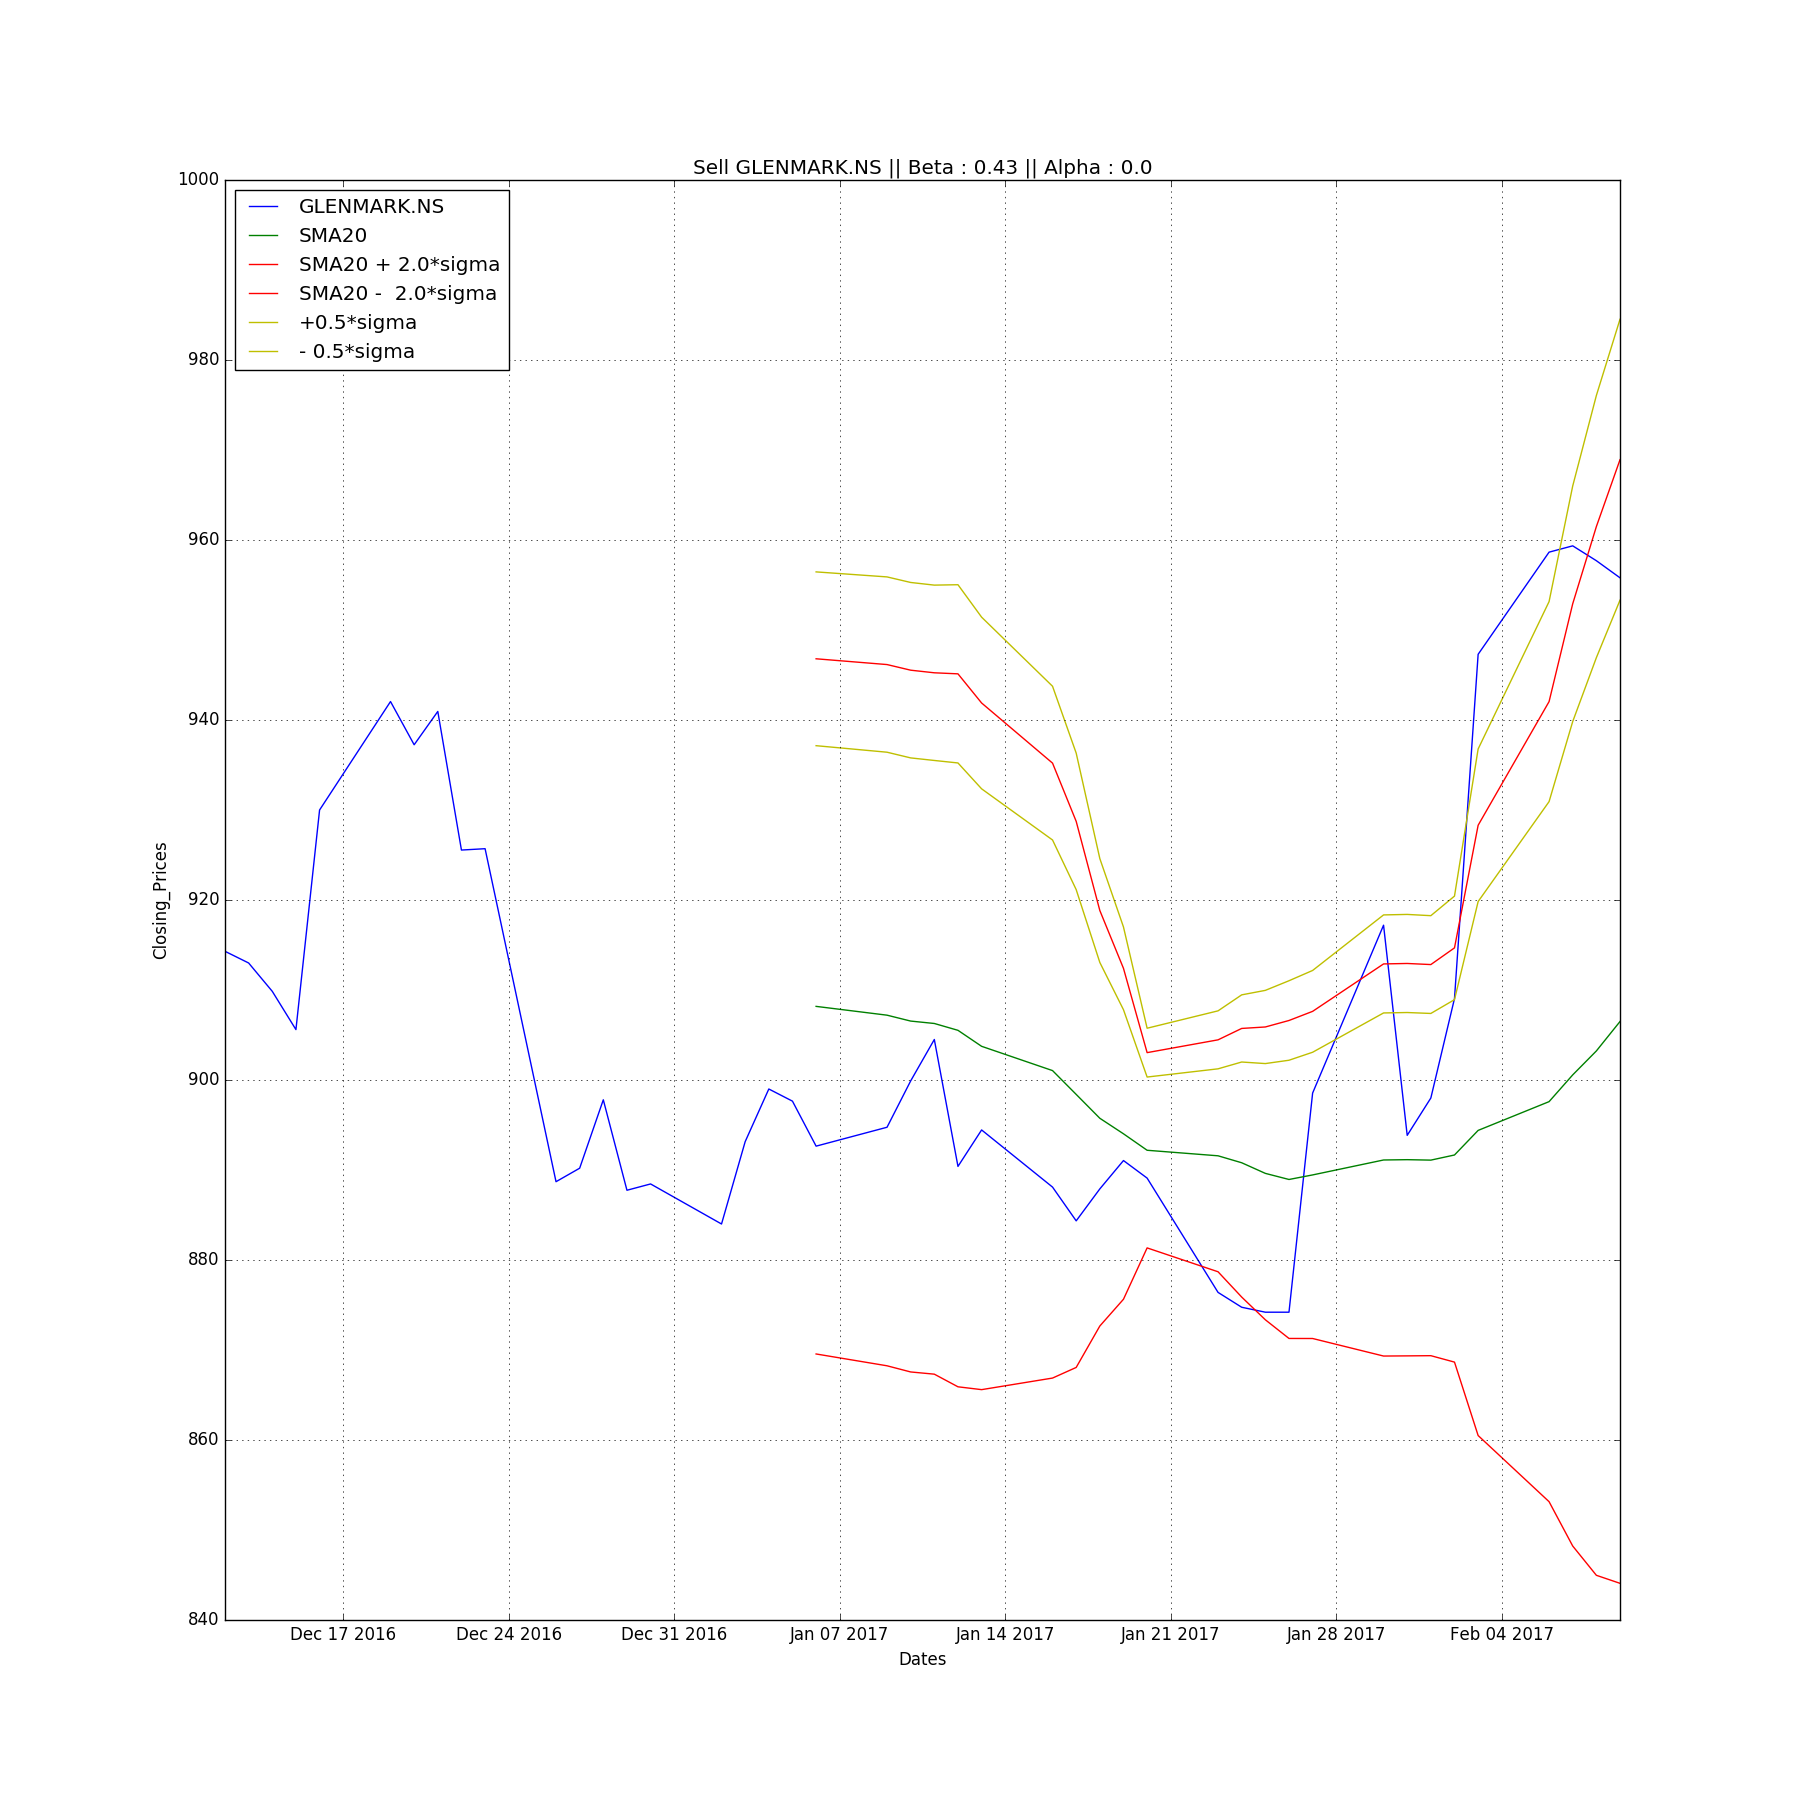 Sell GLENMARK.NS || Beta : 0.43 || Alpha : 0.0
GLENMARK.NS
SMA20
SMA20 + 2.0*sigma
SMA20 -  2.0*sigma
+0.5*sigma
- 0.5*sigma
1000
980
960
940
920
900
880
860
840
Closing_Prices
Dec 17 2016
Dec 24 2016
Dec 31 2016
Jan 07 2017
Jan 14 2017
Jan 21 2017
Jan 28 2017
Feb 04 2017
Dates